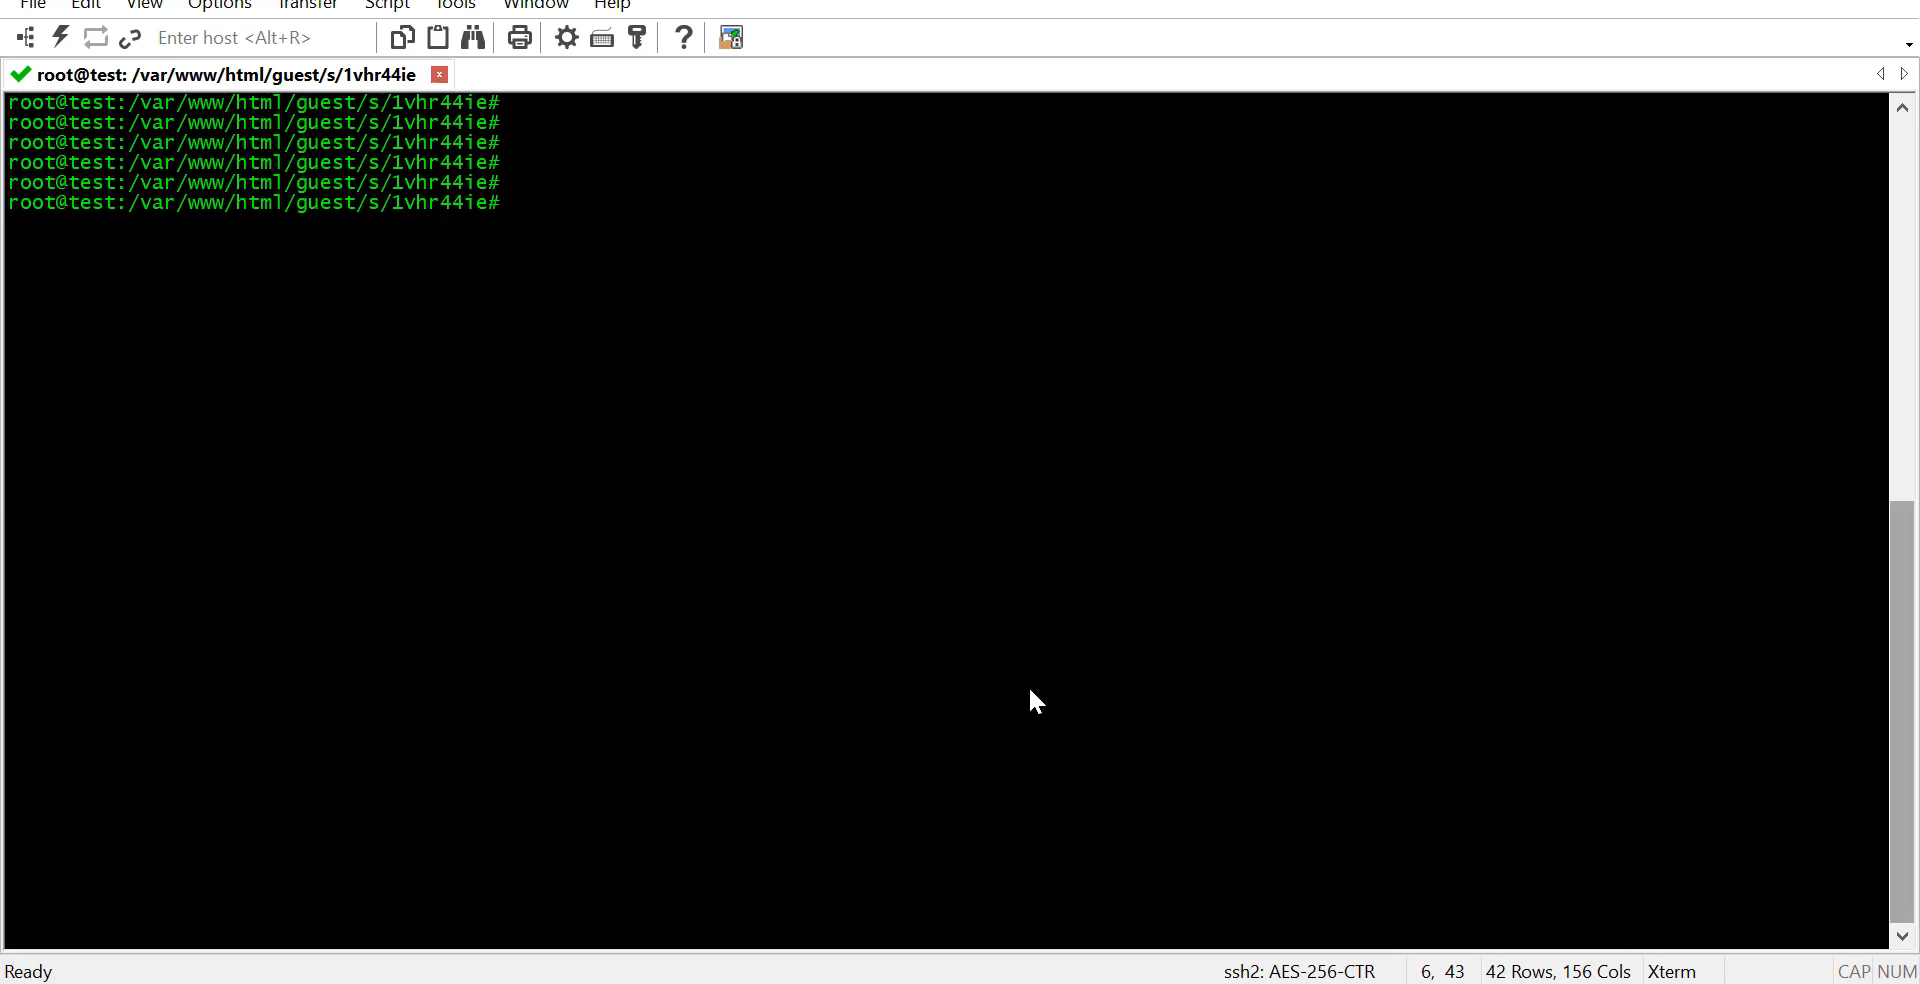 File Edit View Options Transfer Script Tools Window Help
Enter host <Alt+R>
root@test: /var/www/html/guest/s/1vhr44ie
root@test:/var/www/html/guest/s/1vhr44ie#
root@test:/var/www/html/guest/s/1vhr44ie#
root@test:/var/www/html/guest/s/1vhr44ie#
root@test:/var/www/html/guest/s/1vhr44ie#
root@test:/var/www/html/guest/s/1vhr44ie#
root@test:/var/www/html/guest/s/1vhr44ie#
Ready ssh2: AES-256-CTR 6, 43 42 Rows, 156 Cols Xterm CAP NUM